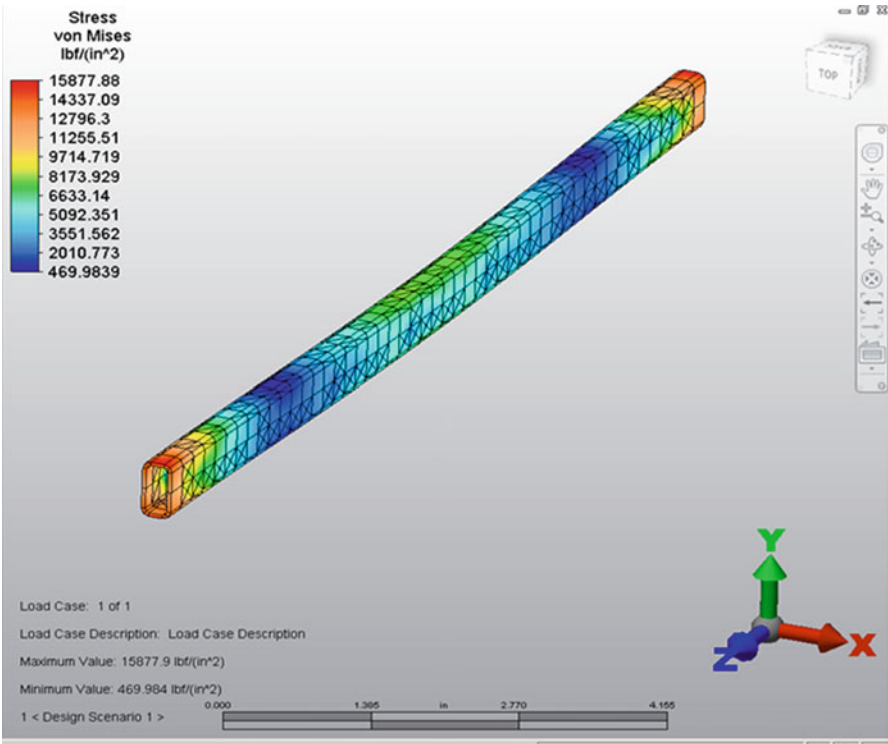 Stress
von Mises
lbf/(in^2)
15877.88
14337.09
12796.3
11255.51
9714.719
8173.929
6633.14
5092.351
3551.562
2010.773
469.9839
TOP
Y
X
Z
Load Case: 1 of 1
Load Case Description: Load Case Description
Maximum Value: 15877.9 lbf/(in^2)
Minimum Value: 469.984 lbf/(in^2)
1 < Design Scenario 1 >
0.000 1.385 in 2.770 4.155